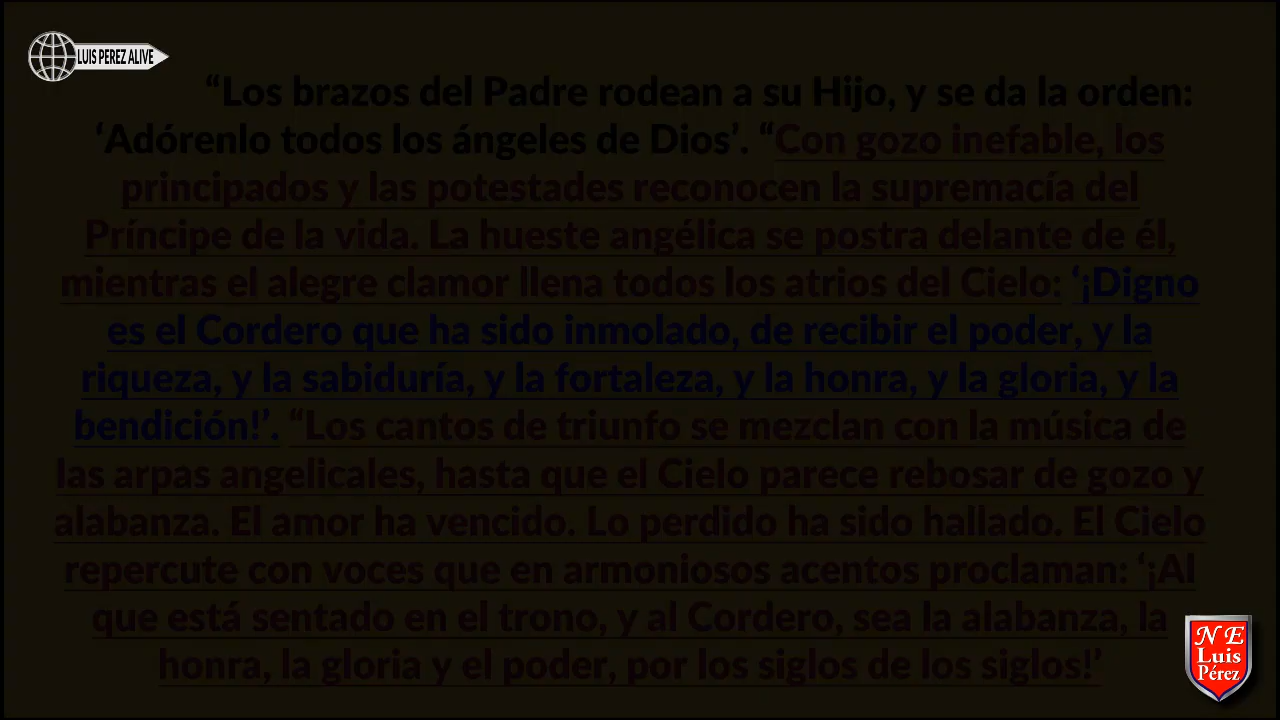 LUIS PEREZ ALIVE
“Los brazos del Padre rodean a su Hijo, y se da la orden:
‘Adórenlo todos los ángeles de Dios’. “Con gozo inefable, los
principados y las potestades reconocen la supremacía del
Príncipe de la vida. La hueste angélica se postra delante de él,
mientras el alegre clamor llena todos los atrios del Cielo: ‘¡Digno
es el Cordero que ha sido inmolado, de recibir el poder, y la
riqueza, y la sabiduría, y la fortaleza, y la honra, y la gloria, y la
bendición!’. “Los cantos de triunfo se mezclan con la música de
las arpas angelicales, hasta que el Cielo parece rebosar de gozo y
alabanza. El amor ha vencido. Lo perdido ha sido hallado. El Cielo
repercute con voces que en armoniosos acentos proclaman: ‘¡Al
que está sentado en el trono, y al Cordero, sea la alabanza, la
honra, la gloria y el poder, por los siglos de los siglos!’
N E
Luis
Pérez